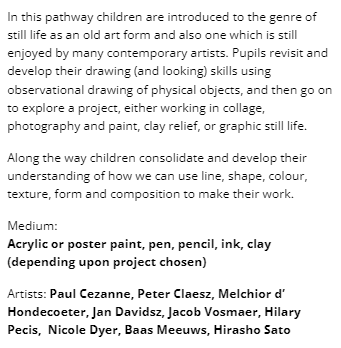 In this pathway children are introduced to the genre of
still life as an old art form and also one which is still
enjoyed by many contemporary artists. Pupils revisit and
develop their drawing (and looking) skills using
observational drawing of physical objects, and then go on
to explore a project, either working in collage,
photography and paint, clay relief, or graphic still life.
Along the way children consolidate and develop their
understanding of how we can use line, shape, colour,
texture, form and composition to make their work.
Medium:
Acrylic or poster paint, pen, pencil, ink, clay
(depending upon project chosen)
Artists: Paul Cezanne, Peter Claesz, Melchior d’
Hondecoeter, Jan Davidsz, Jacob Vosmaer, Hilary
Pecis,  Nicole Dyer, Baas Meeuws, Hirasho Sato